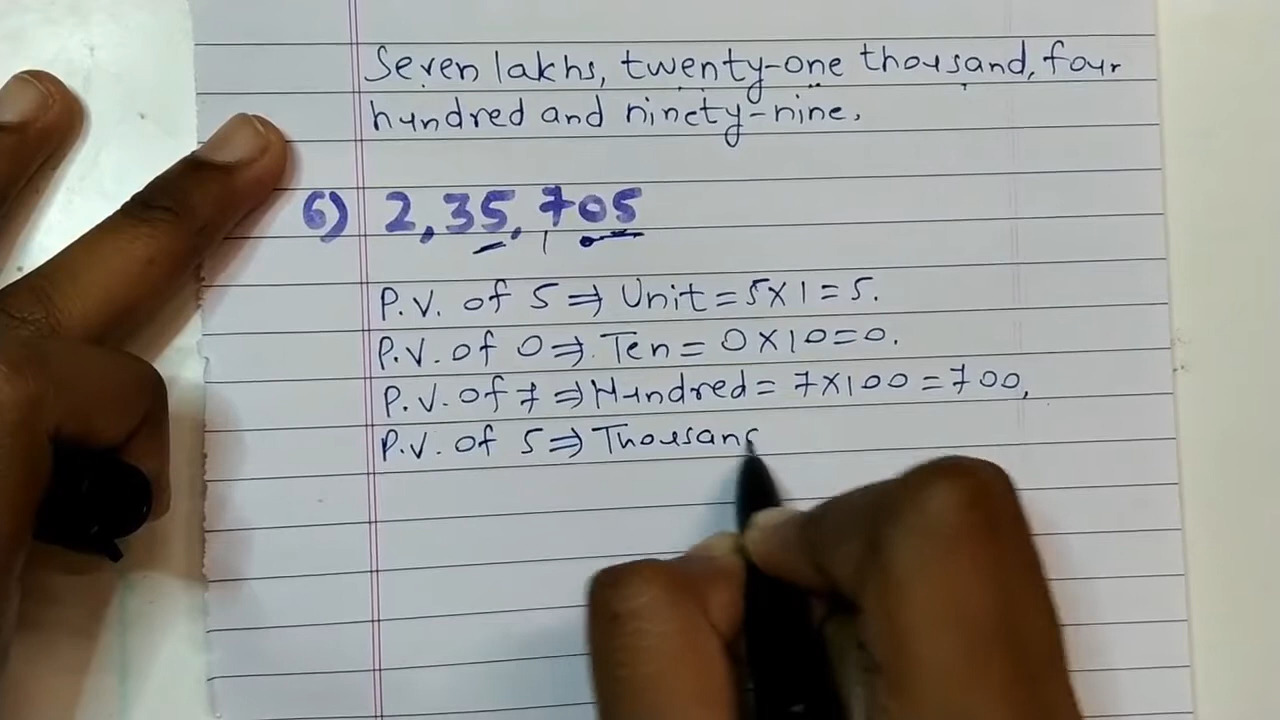 Seven lakhs, twenty-one thousand, four
hundred and ninety-nine.
6) 2,35,705
P.V. of 5 ⇒ Unit = 5×1 = 5.
P.V. of 0 ⇒ Ten = 0×10=0.
P.V. of 7 ⇒ Hundred = 7×100 = 700.
P.V. of 5 ⇒ Thousan